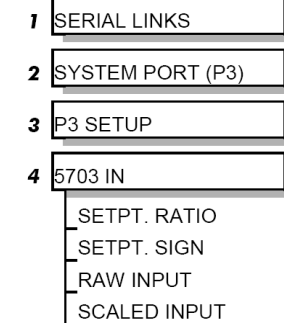 1 SERIAL LINKS
2 SYSTEM PORT (P3)
3 P3 SETUP
4 5703 IN
SETPT. RATIO
SETPT. SIGN
RAW INPUT
SCALED INPUT